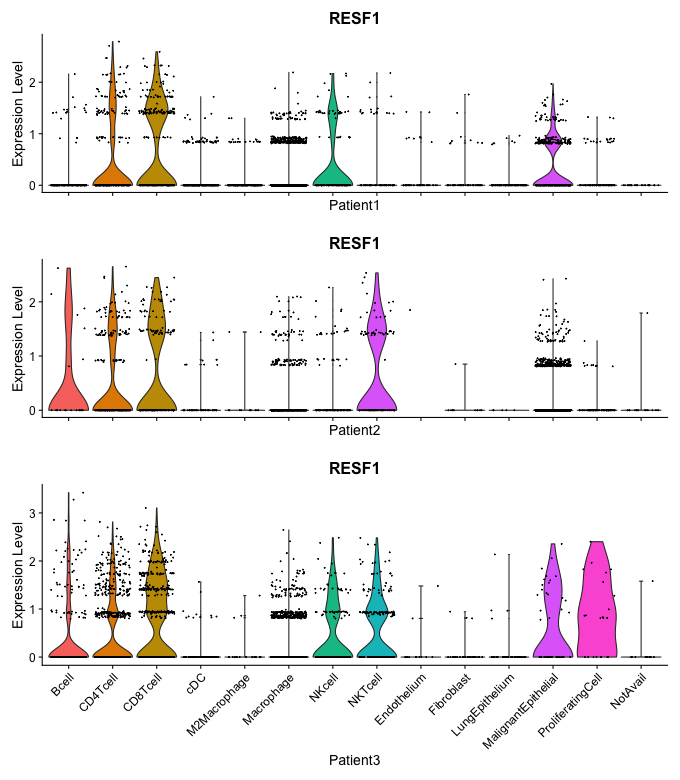 RESF1
Expression Level
2
1
0
Patient1
RESF1
Expression Level
2
1
0
Patient2
RESF1
Expression Level
3
2
1
0
Bcell
CD4Tcell
CD8Tcell
cDC
M2Macrophage
Macrophage
NKcell
NKTcell
Endothelium
Fibroblast
LungEpithelium
MalignantEpithelial
ProliferatingCell
NotAvail
Patient3